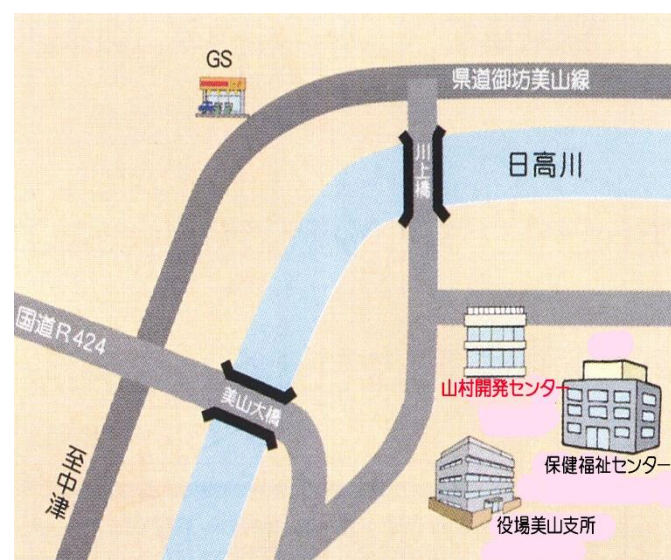 GS
県道御坊美山線
川上橋
日高川
国道R424
山村開発センター
美山大橋
保健福祉センター
至中津
役場美山支所